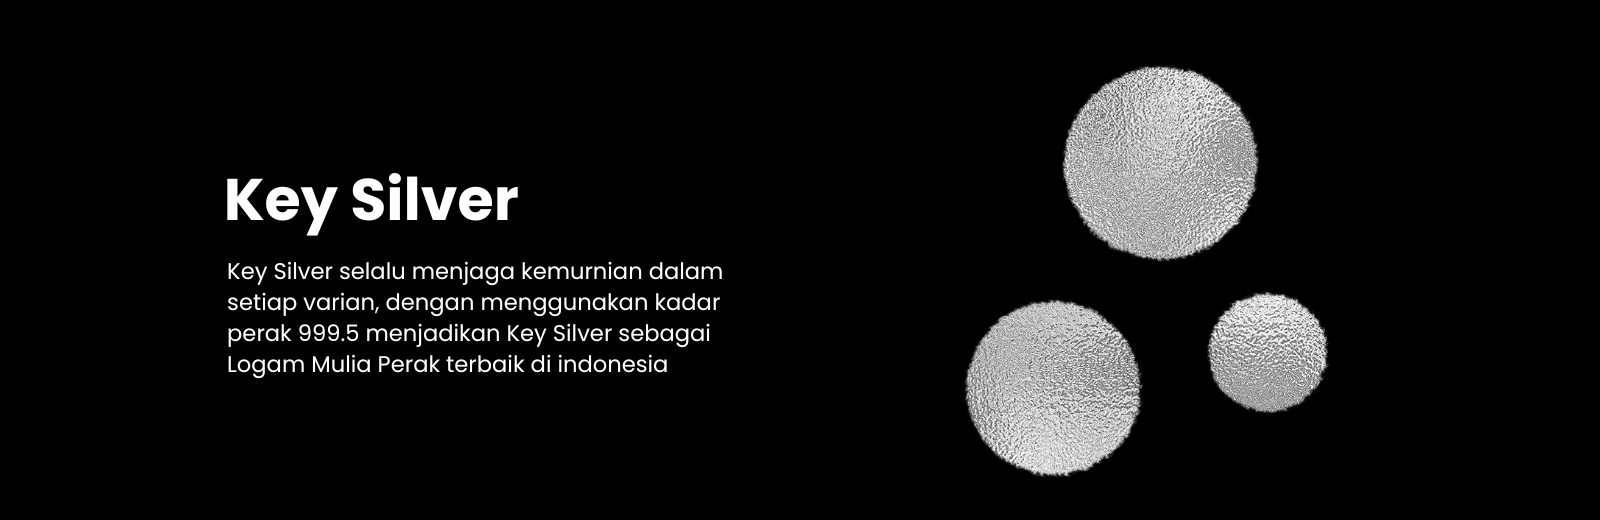 Key Silver
Key Silver selalu menjaga kemurnian dalam
setiap varian, dengan menggunakan kadar
perak 999.5 menjadikan Key Silver sebagai
Logam Mulia Perak terbaik di indonesia